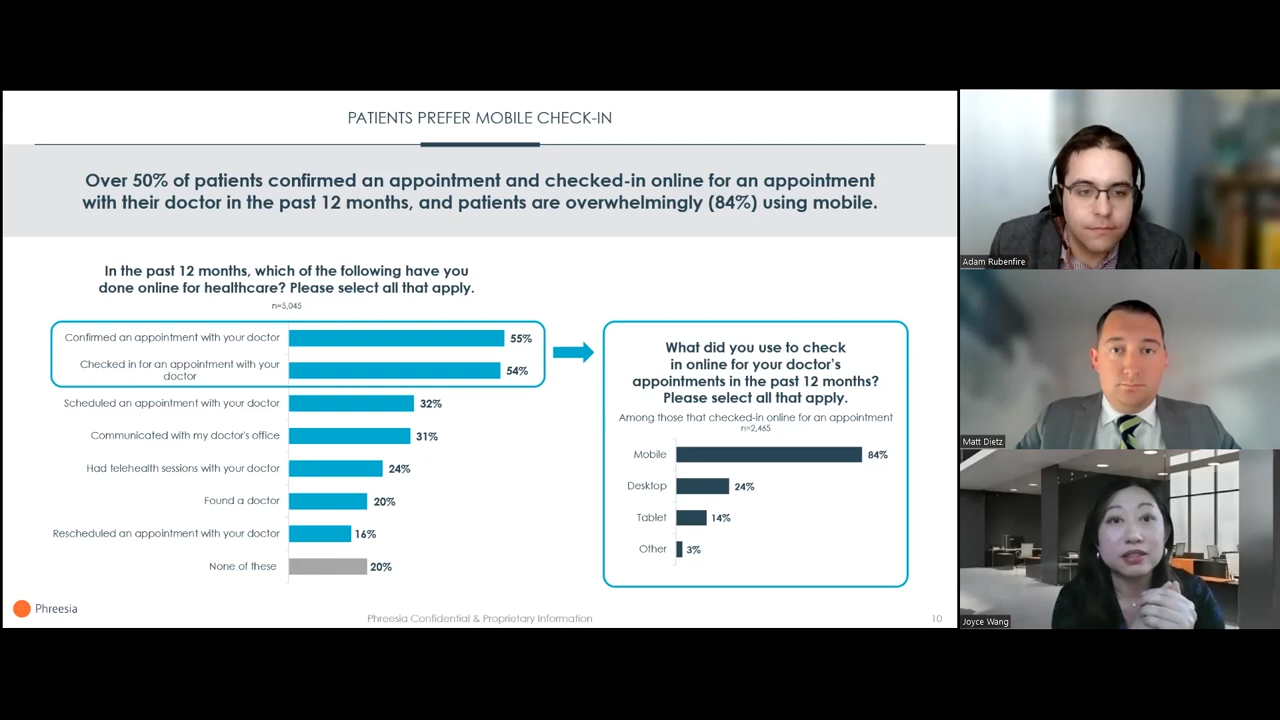 PATIENTS PREFER MOBILE CHECK-IN
Over 50% of patients confirmed an appointment and checked-in online for an appointment
with their doctor in the past 12 months, and patients are overwhelmingly (84%) using mobile.
In the past 12 months, which of the following have you
done online for healthcare? Please select all that apply.
n=5,045
Confirmed an appointment with your doctor 55%
Checked in for an appointment with your
doctor 54%
Scheduled an appointment with your doctor 32%
Communicated with my doctor's office 31%
Had telehealth sessions with your doctor 24%
Found a doctor 20%
Rescheduled an appointment with your doctor 16%
None of these 20%
What did you use to check
in online for your doctor's
appointments in the past 12 months?
Please select all that apply.
Among those that checked-in online for an appointment
n=2,465
Mobile 84%
Desktop 24%
Tablet 14%
Other 3%
Phreesia
Phreesia Confidential & Proprietary Information
10
Adam Rubenfire
Matt Dietz
Joyce Wang